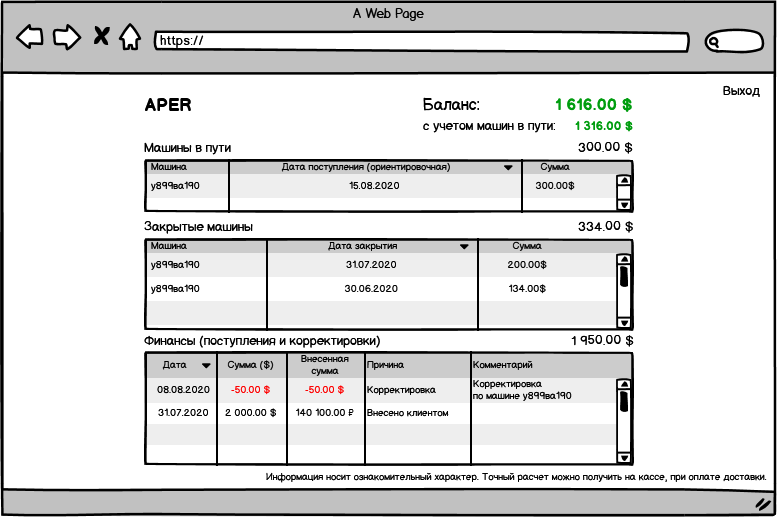 A Web Page
https://
Выход
APER
Баланс: 1 616.00 $
с учетом машин в пути: 1 316.00 $
Машины в пути 300.00 $
Машина Дата поступления (ориентировочная) Сумма
у899ва190 15.08.2020 300.00$
Закрытые машины 334.00 $
Машина Дата закрытия Сумма
у899ва190 31.07.2020 200.00$
у899ва190 30.06.2020 134.00$
Финансы (поступления и корректировки) 1 950.00 $
Дата Сумма ($) Внесенная сумма Причина Комментарий
08.08.2020 -50.00 $ -50.00 $ Корректировка Корректировка
по машине у899ва190
31.07.2020 2 000.00 $ 140 100.00 ₽ Внесено клиентом
Информация носит ознакомительный характер. Точный расчет можно получить на кассе, при оплате доставки.